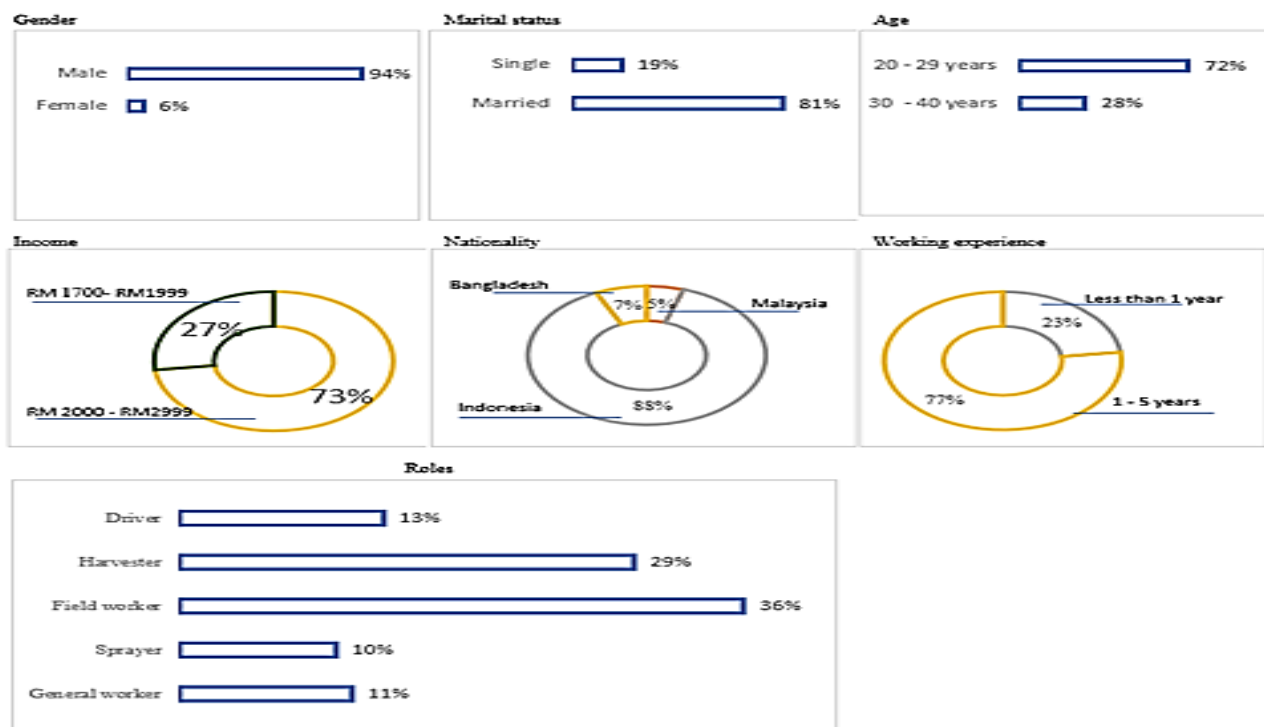 Gender
Male 94%
Female 6%
Marital status
Single 19%
Married 81%
Age
20 - 29 years 72%
30 - 40 years 28%
Income
RM 1700- RM1999
27%
73%
RM 2000 - RM2999
Nationality
Bangladesh
7% 5%
Malaysia
Indonesia
88%
Working experience
Less than 1 year
23%
77%
1 - 5 years
Roles
Driver 13%
Harvester 29%
Field worker 36%
Sprayer 10%
General worker 11%